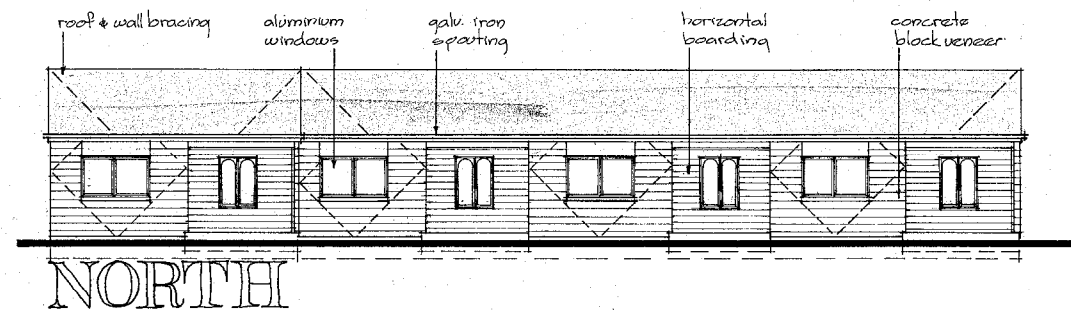 roof & wall bracing
aluminium
windows
galv. iron
spouting
horizontal
boarding
concrete
block veneer
NORTH